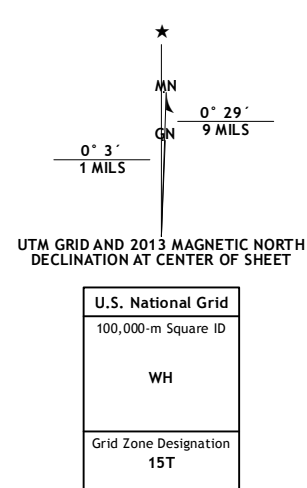 ★
MN
0° 29´
GN
9 MILS
0° 3´
1 MILS
UTM GRID AND 2013 MAGNETIC NORTH
DECLINATION AT CENTER OF SHEET
U.S. National Grid
100,000-m Square ID
WH
Grid Zone Designation
15T